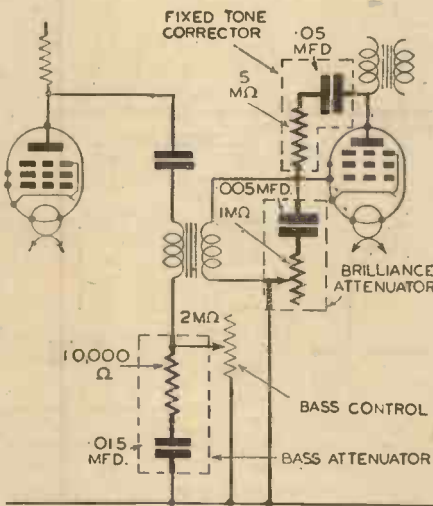 FIXED TONE
CORRECTOR
·05
MFD
5
MΩ
·005 MFD.
1MΩ
BRILLIANCE
ATTENUATOR
2MΩ
10,000
Ω
BASS CONTROL
·015
MFD.
BASS ATTENUATOR